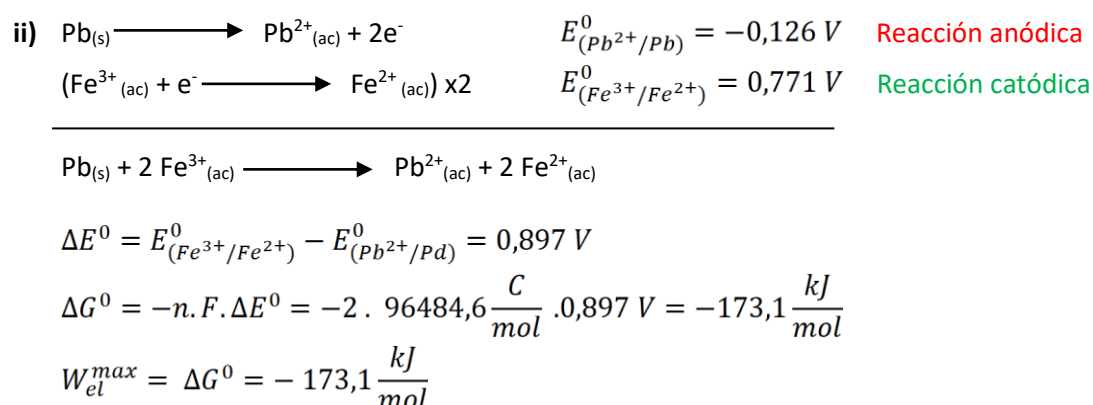 ii) Pb(s) ⟶ Pb²⁺(ac) + 2e⁻ E⁰(Pb²⁺/Pb) = −0,126 V Reacción anódica
(Fe³⁺ (ac) + e⁻ ⟶ Fe²⁺ (ac)) x2 E⁰(Fe³⁺/Fe²⁺) = 0,771 V Reacción catódica
Pb(s) + 2 Fe³⁺(ac) ⟶ Pb²⁺(ac) + 2 Fe²⁺(ac)
ΔE⁰ = E⁰(Fe³⁺/Fe²⁺) − E⁰(Pb²⁺/Pd) = 0,897 V
ΔG⁰ = −n. F. ΔE⁰ = −2 . 96484,6 C/mol .0,897 V = −173,1 kJ/mol
Wₑₗᵐᵃˣ = ΔG⁰ = − 173,1 kJ/mol